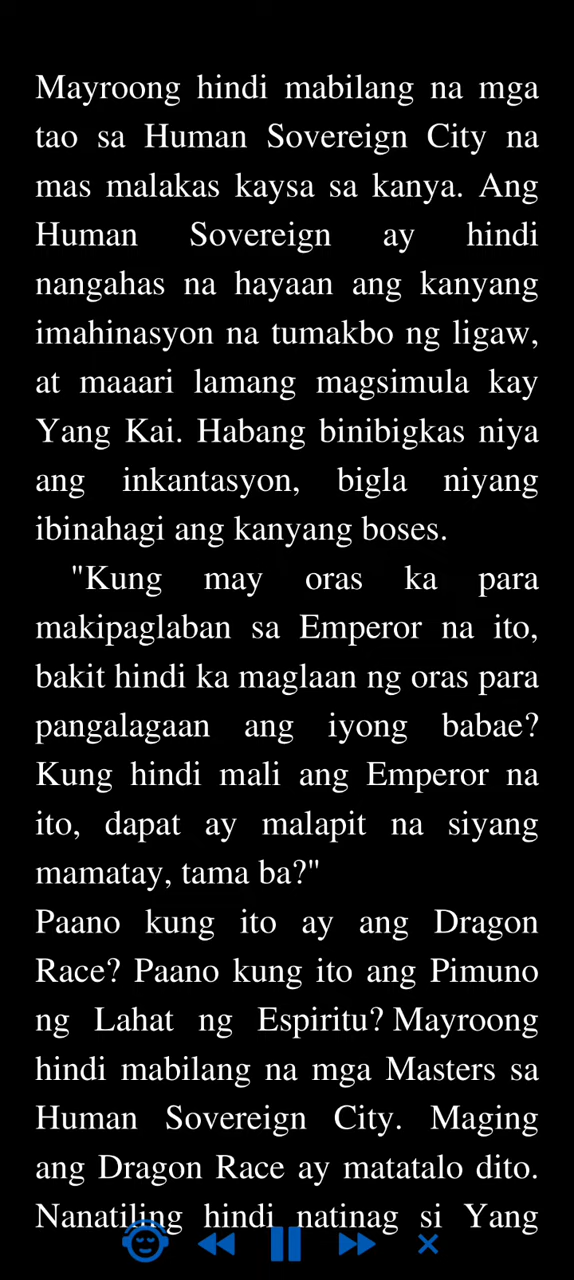 Mayroong hindi mabilang na mga
tao sa Human Sovereign City na
mas malakas kaysa sa kanya. Ang
Human Sovereign ay hindi
nangahas na hayaan ang kanyang
imahinasyon na tumakbo ng ligaw,
at maaari lamang magsimula kay
Yang Kai. Habang binibigkas niya
ang inkantasyon, bigla niyang
ibinahagi ang kanyang boses.
"Kung may oras ka para
makipaglaban sa Emperor na ito,
bakit hindi ka maglaan ng oras para
pangalagaan ang iyong babae?
Kung hindi mali ang Emperor na
ito, dapat ay malapit na siyang
mamatay, tama ba?"
Paano kung ito ay ang Dragon
Race? Paano kung ito ang Pimuno
ng Lahat ng Espiritu? Mayroong
hindi mabilang na mga Masters sa
Human Sovereign City. Maging
ang Dragon Race ay matatalo dito.
Nanatiling hindi natinag si Yang